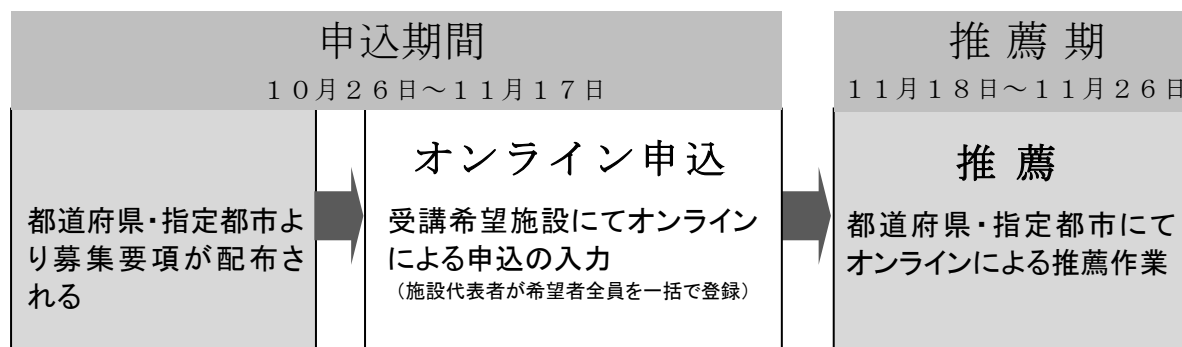 申込期間
１０月２６日～１１月１７日
推薦期
１１月１８日～１１月２６日
都道府県・指定都市よ
り募集要項が配布さ
れる
オンライン申込
受講希望施設にてオンライン
による申込の入力
（施設代表者が希望者全員を一括で登録）
推薦
都道府県・指定都市にて
オンラインによる推薦作業